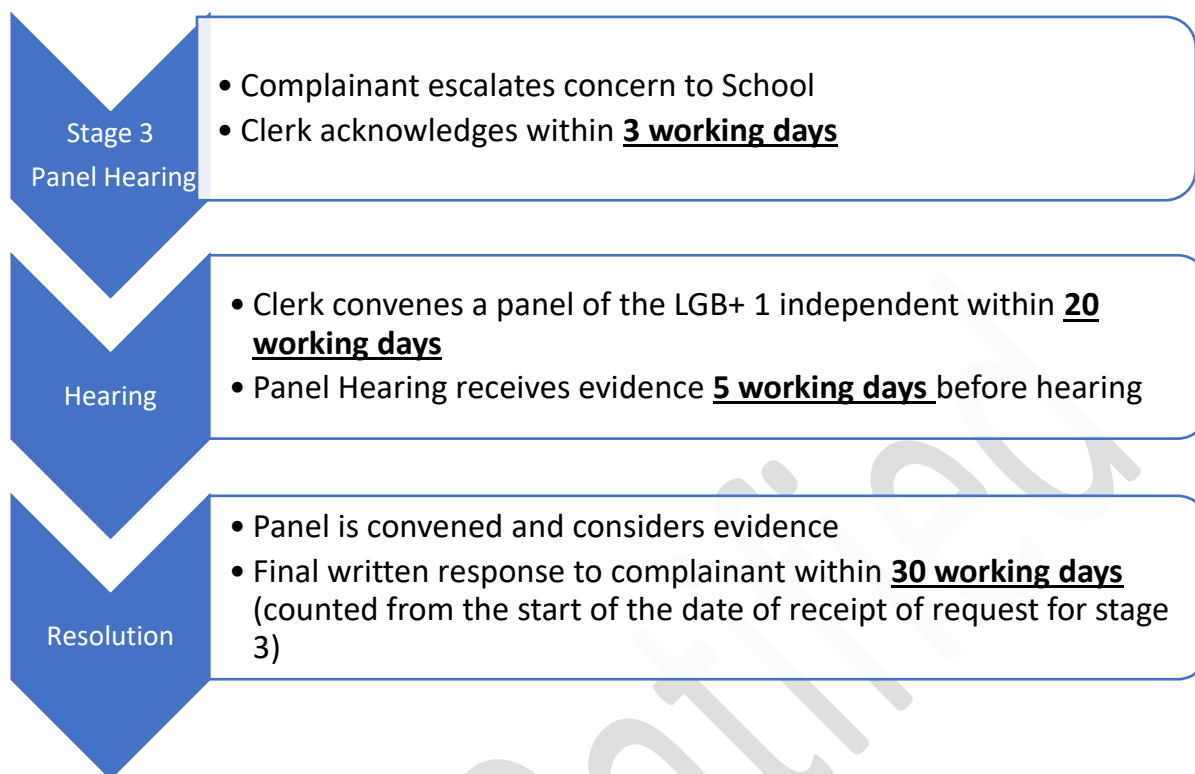 Stage 3
Panel Hearing
• Complainant escalates concern to School
• Clerk acknowledges within 3 working days
Hearing
• Clerk convenes a panel of the LGB+ 1 independent within 20
working days
• Panel Hearing receives evidence 5 working days before hearing
Resolution
• Panel is convened and considers evidence
• Final written response to complainant within 30 working days
(counted from the start of the date of receipt of request for stage
3)